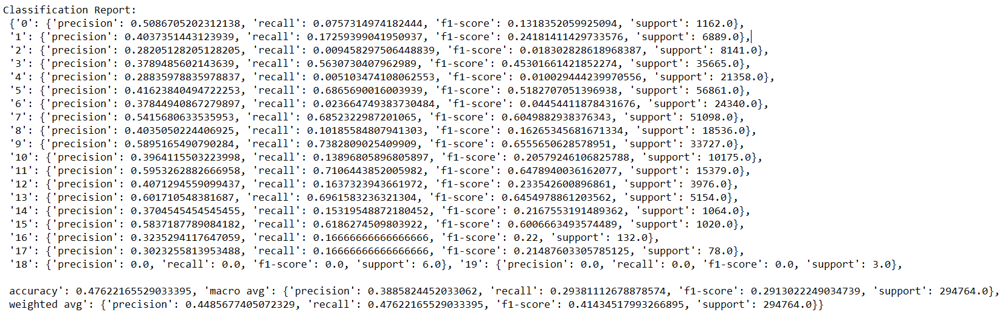 Classification Report:
{'0': {'precision': 0.5086705202312138, 'recall': 0.0757314974182444, 'f1-score': 0.1318352059925094, 'support': 1162.0},
'1': {'precision': 0.4037351443123939, 'recall': 0.17259399041950937, 'f1-score': 0.24181411429733576, 'support': 6889.0},
'2': {'precision': 0.28205128205128205, 'recall': 0.009458297506448839, 'f1-score': 0.018302828618968387, 'support': 8141.0},
'3': {'precision': 0.3789485602143639, 'recall': 0.5630730407962989, 'f1-score': 0.45301661421852274, 'support': 35665.0},
'4': {'precision': 0.28835978835978837, 'recall': 0.005103474108062553, 'f1-score': 0.010029444239970556, 'support': 21358.0},
'5': {'precision': 0.41623840494722253, 'recall': 0.6865690016003939, 'f1-score': 0.5182707051396938, 'support': 56861.0},
'6': {'precision': 0.37844940867279897, 'recall': 0.023664749383730484, 'f1-score': 0.04454411878431676, 'support': 24340.0},
'7': {'precision': 0.5415680633535953, 'recall': 0.6852322987201065, 'f1-score': 0.6049882938376343, 'support': 51098.0},
'8': {'precision': 0.4035050224406925, 'recall': 0.10185584807941303, 'f1-score': 0.16265345681671334, 'support': 18536.0},
'9': {'precision': 0.5895165490790284, 'recall': 0.7382809025409909, 'f1-score': 0.6555650628578951, 'support': 33727.0},
'10': {'precision': 0.3964115503223998, 'recall': 0.13896805896805897, 'f1-score': 0.20579246106825788, 'support': 10175.0},
'11': {'precision': 0.5953262882666958, 'recall': 0.7106443852005982, 'f1-score': 0.6478940036162077, 'support': 15379.0},
'12': {'precision': 0.4071294559099437, 'recall': 0.1637323943661972, 'f1-score': 0.233542600896861, 'support': 3976.0},
'13': {'precision': 0.601710548381687, 'recall': 0.6961583236321304, 'f1-score': 0.6454978861203562, 'support': 5154.0},
'14': {'precision': 0.3704545454545455, 'recall': 0.15319548872180452, 'f1-score': 0.2167553191489362, 'support': 1064.0},
'15': {'precision': 0.5837187789084182, 'recall': 0.6186274509803922, 'f1-score': 0.6006663493574489, 'support': 1020.0},
'16': {'precision': 0.3235294117647059, 'recall': 0.16666666666666666, 'f1-score': 0.22, 'support': 132.0},
'17': {'precision': 0.3023255813953488, 'recall': 0.16666666666666666, 'f1-score': 0.21487603305785125, 'support': 78.0},
'18': {'precision': 0.0, 'recall': 0.0, 'f1-score': 0.0, 'support': 6.0}, '19': {'precision': 0.0, 'recall': 0.0, 'f1-score': 0.0, 'support': 3.0},
accuracy': 0.47622165529033395, 'macro avg': {'precision': 0.3885824452033062, 'recall': 0.29381112678878574, 'f1-score': 0.2913022249034739, 'support': 294764.0},
weighted avg': {'precision': 0.4485677405072329, 'recall': 0.47622165529033395, 'f1-score': 0.41434517993266895, 'support': 294764.0}}